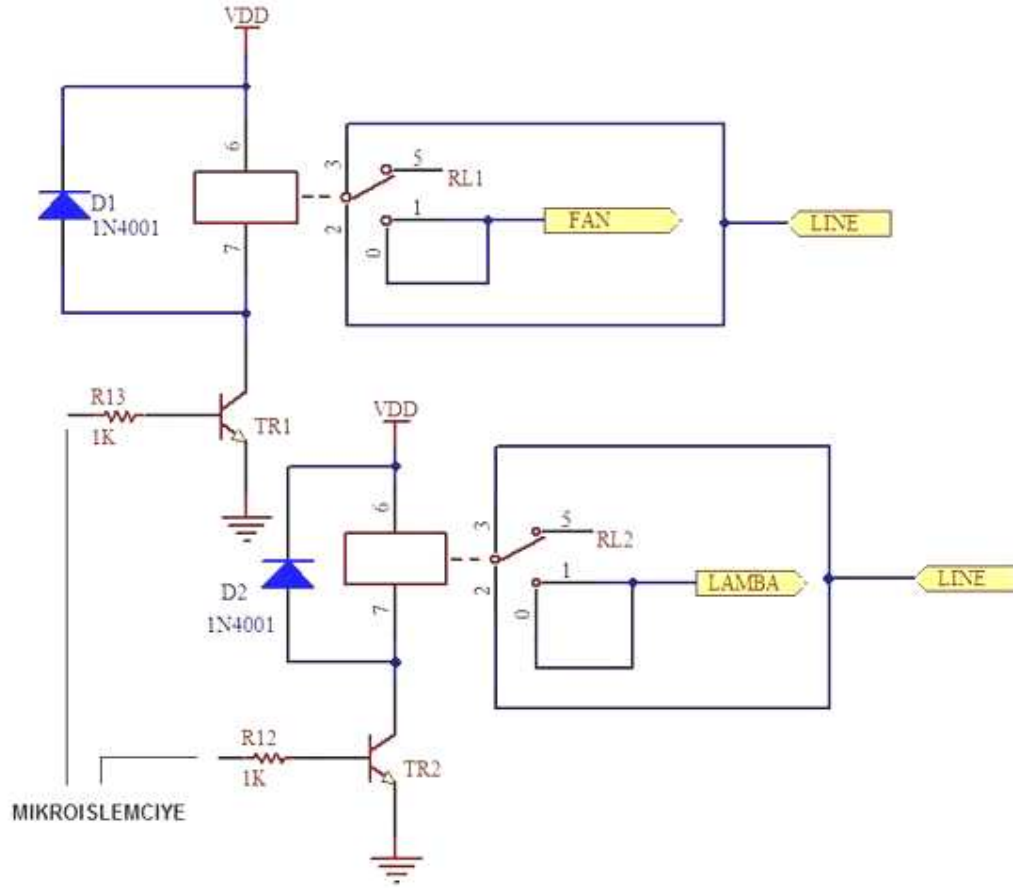 VDD
6
D1
1N4001
7
3
5
RL1
2
1
0
FAN
LINE
R13
1K
TR1
VDD
6
D2
1N4001
7
3
5
RL2
2
1
0
LAMBA
LINE
R12
1K
TR2
MIKROISLEMCIYE